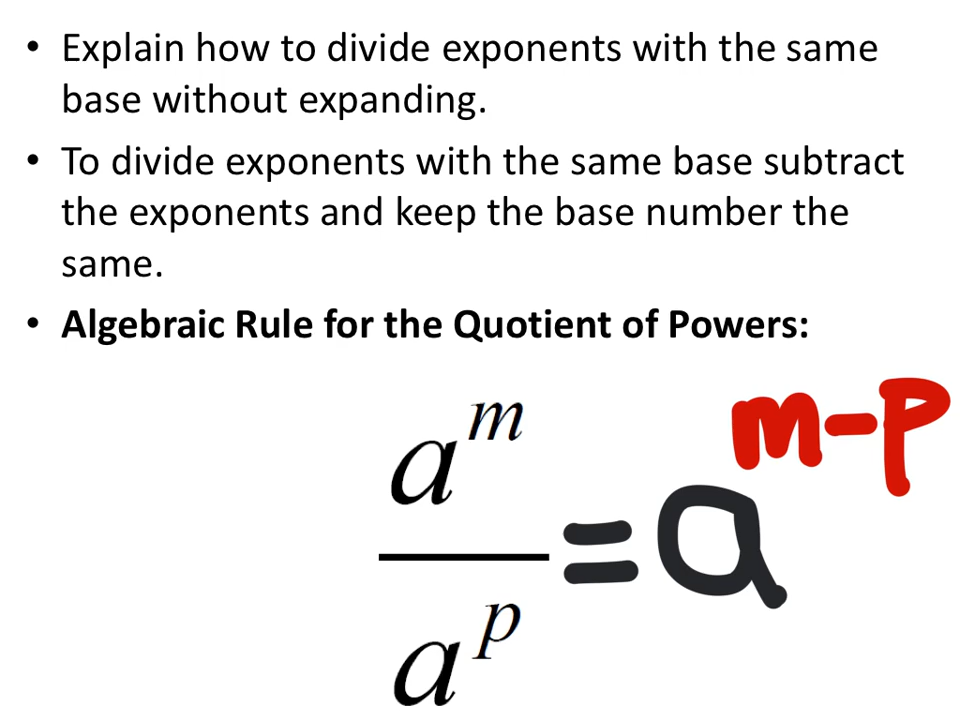 • Explain how to divide exponents with the same
base without expanding.
• To divide exponents with the same base subtract
the exponents and keep the base number the
same.
• Algebraic Rule for the Quotient of Powers:
a^m / a^p = a^(m-p)